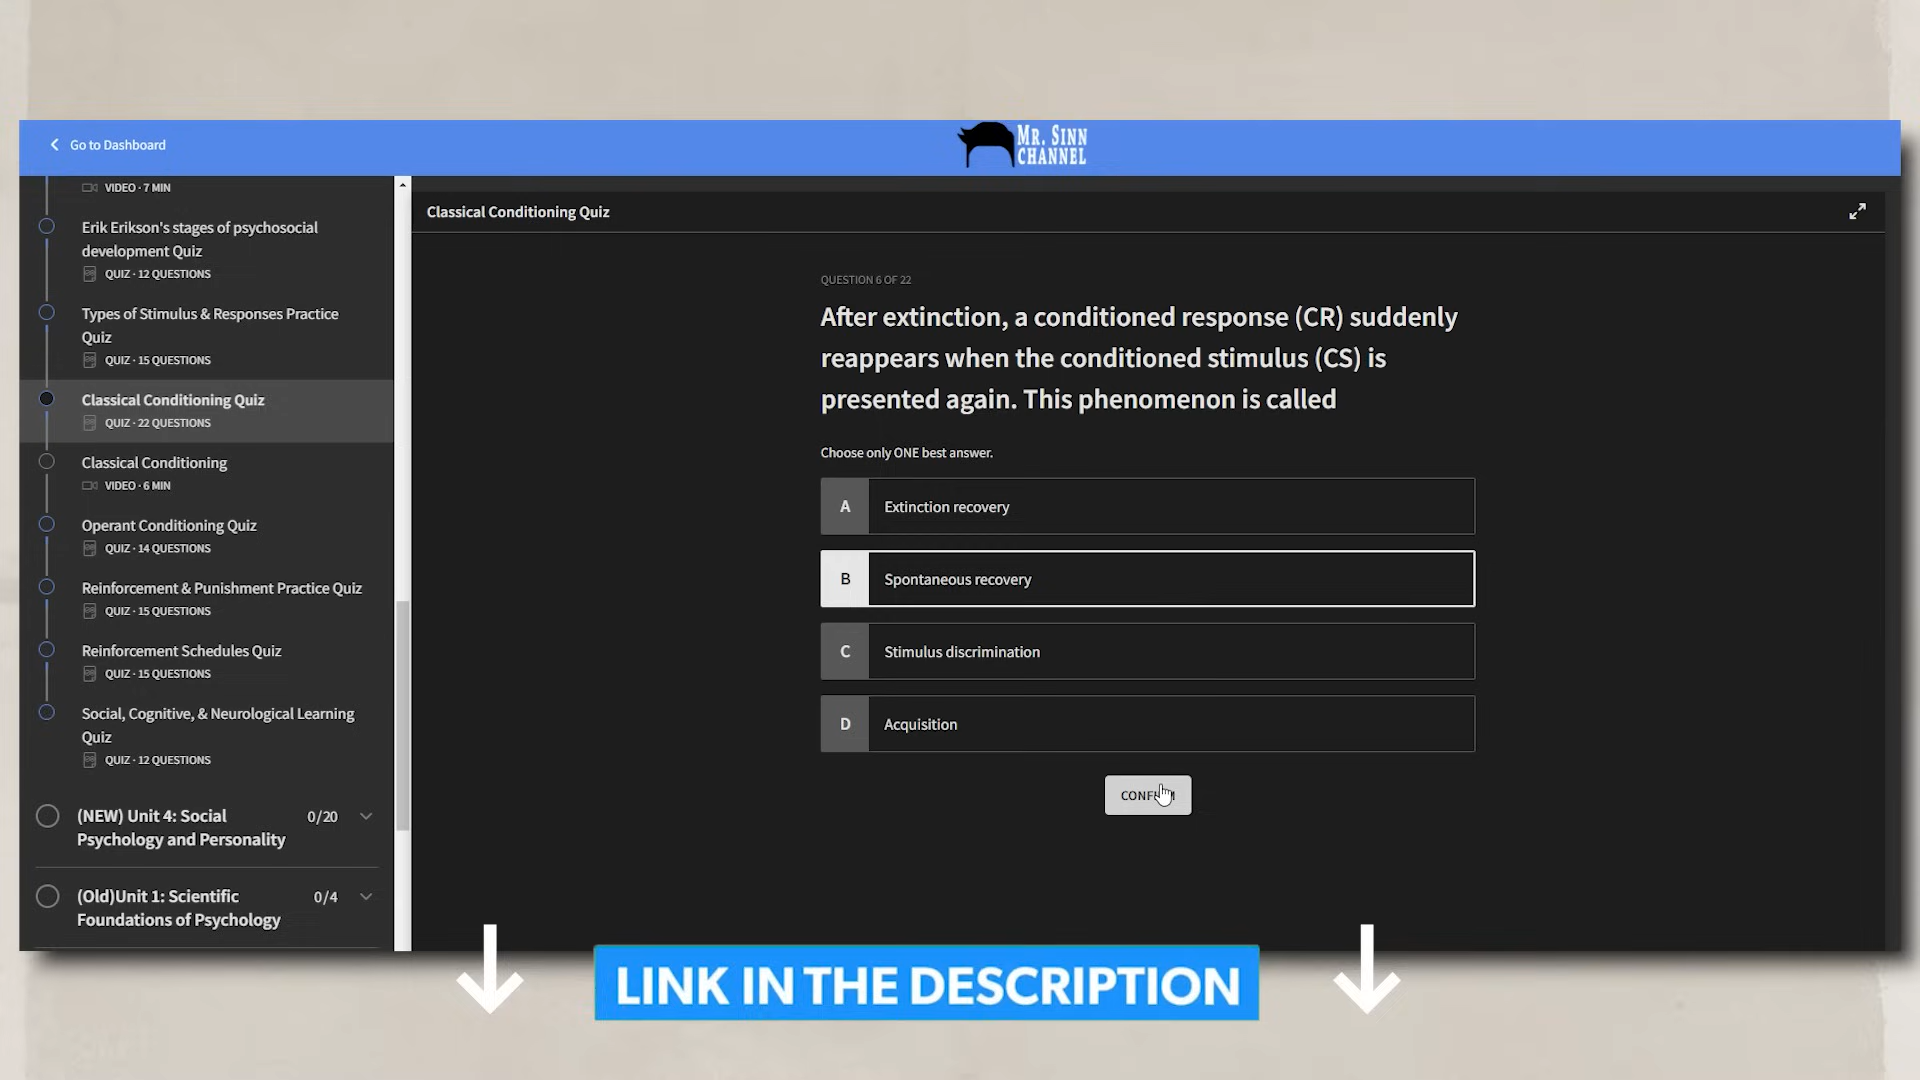 Go to Dashboard
MR. SINN
CHANNEL
VIDEO · 7 MIN
Erik Erikson's stages of psychosocial
development Quiz
QUIZ · 12 QUESTIONS
Types of Stimulus & Responses Practice
Quiz
QUIZ · 15 QUESTIONS
Classical Conditioning Quiz
QUIZ · 22 QUESTIONS
Classical Conditioning
VIDEO · 6 MIN
Operant Conditioning Quiz
QUIZ · 14 QUESTIONS
Reinforcement & Punishment Practice Quiz
QUIZ · 15 QUESTIONS
Reinforcement Schedules Quiz
QUIZ · 15 QUESTIONS
Social, Cognitive, & Neurological Learning
Quiz
QUIZ · 12 QUESTIONS
(NEW) Unit 4: Social 0/20
Psychology and Personality
(Old)Unit 1: Scientific 0/4
Foundations of Psychology
Classical Conditioning Quiz
QUESTION 6 OF 22
After extinction, a conditioned response (CR) suddenly
reappears when the conditioned stimulus (CS) is
presented again. This phenomenon is called
Choose only ONE best answer.
A Extinction recovery
B Spontaneous recovery
C Stimulus discrimination
D Acquisition
CONFIRM
LINK IN THE DESCRIPTION